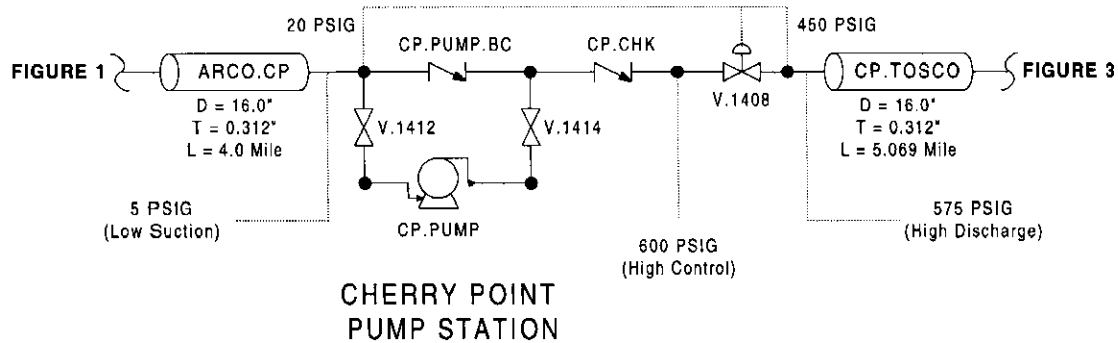 20 PSIG
450 PSIG
CP.PUMP.BC
CP.CHK
FIGURE 1
ARCO.CP
CP.TOSCO
FIGURE 3
D = 16.0"
T = 0.312"
L = 4.0 Mile
V.1412
V.1414
V.1408
D = 16.0"
T = 0.312"
L = 5.069 Mile
5 PSIG
(Low Suction)
CP.PUMP
600 PSIG
(High Control)
575 PSIG
(High Discharge)
CHERRY POINT
PUMP STATION